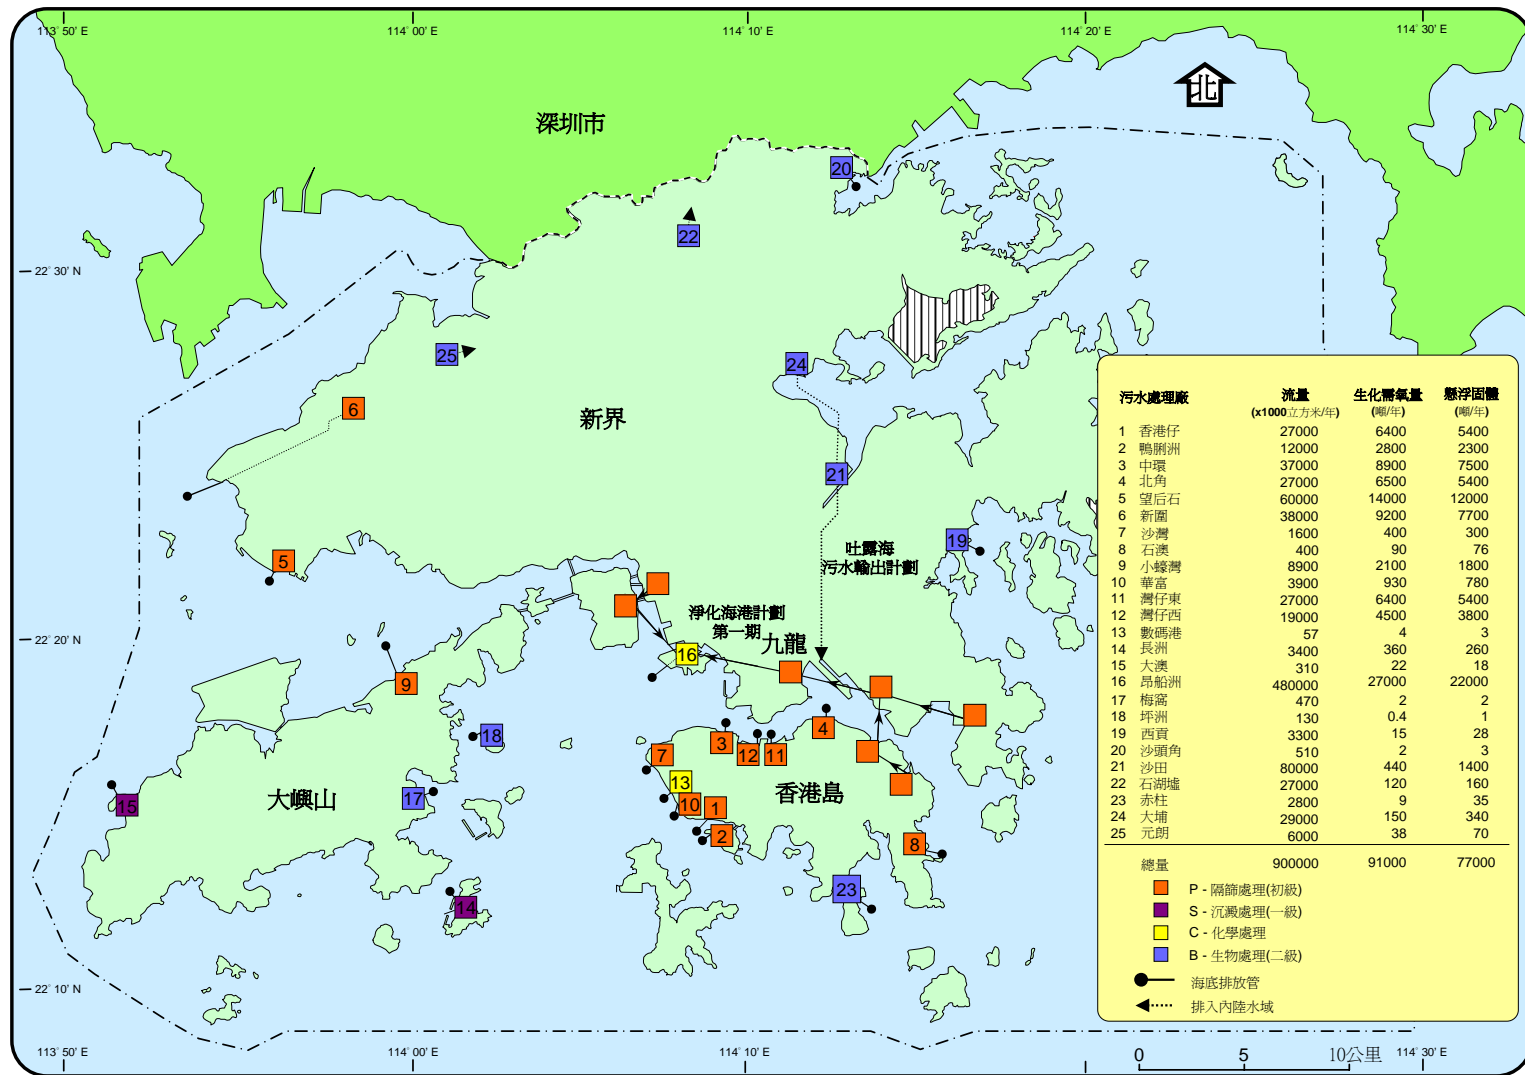 113° 50' E
114° 00' E
114° 10' E
114° 20' E
114° 30' E
北
深圳市
20
22
22° 30' N
25
24
6
新界
21
19
吐露海
污水輸出計劃
5
淨化海港計劃
第一期
九龍
22° 20' N
16
9
18
3
4
7
12
11
13
大嶼山
17
香港島
15
10
1
2
8
23
14
22° 10' N
污水處理廠 流量 生化需氧量 懸浮固體
(x1000立方米/年) (噸/年) (噸/年)
1 香港仔 27000 6400 5400
2 鴨脷洲 12000 2800 2300
3 中環 37000 8900 7500
4 北角 27000 6500 5400
5 望后石 60000 14000 12000
6 新圍 38000 9200 7700
7 沙灣 1600 400 300
8 石澳 400 90 76
9 小蠔灣 8900 2100 1800
10 華富 3900 930 780
11 灣仔東 27000 6400 5400
12 灣仔西 19000 4500 3800
13 數碼港 57 4 3
14 長洲 3400 360 260
15 大澳 310 22 18
16 昂船洲 480000 27000 22000
17 梅窩 470 2 2
18 坪洲 130 0.4 1
19 西貢 3300 15 28
20 沙頭角 510 2 3
21 沙田 80000 440 1400
22 石湖墟 27000 120 160
23 赤柱 2800 9 35
24 大埔 29000 150 340
25 元朗 6000 38 70
總量 900000 91000 77000
P - 隔篩處理(初級)
S - 沉澱處理(一級)
C - 化學處理
B - 生物處理(二級)
海底排放管
排入內陸水域
113° 50' E
114° 00' E
114° 10' E
0 5 10公里
114° 30' E